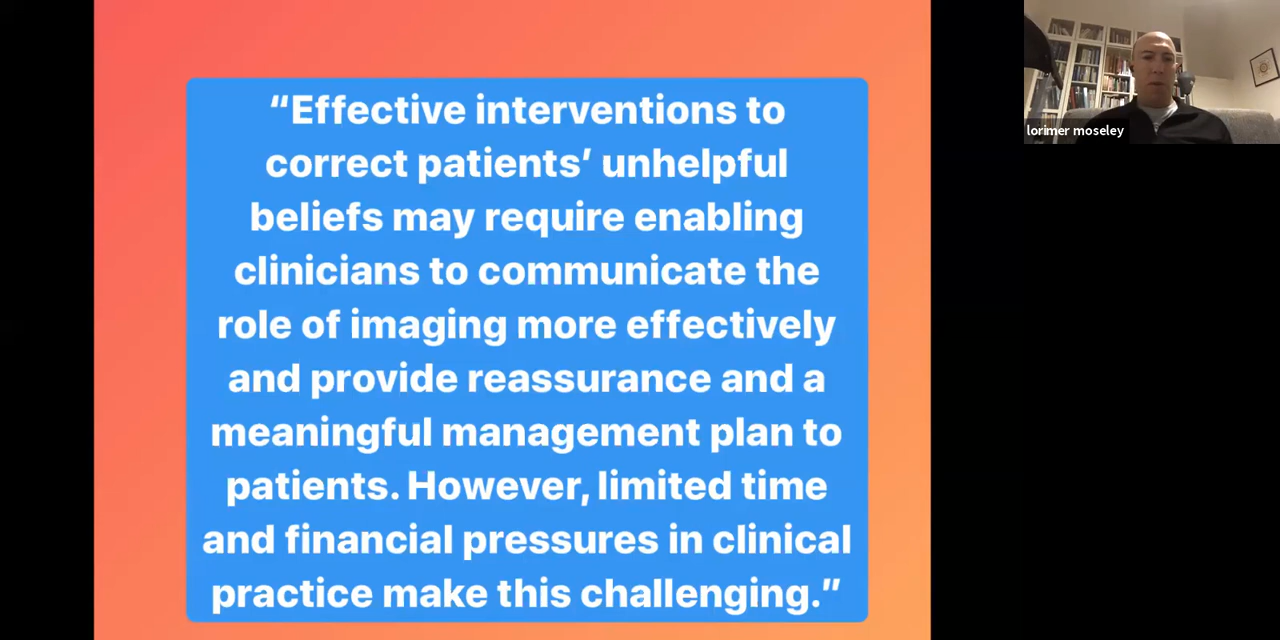 “Effective interventions to
correct patients’ unhelpful
beliefs may require enabling
clinicians to communicate the
role of imaging more effectively
and provide reassurance and a
meaningful management plan to
patients. However, limited time
and financial pressures in clinical
practice make this challenging.”
lorimer moseley